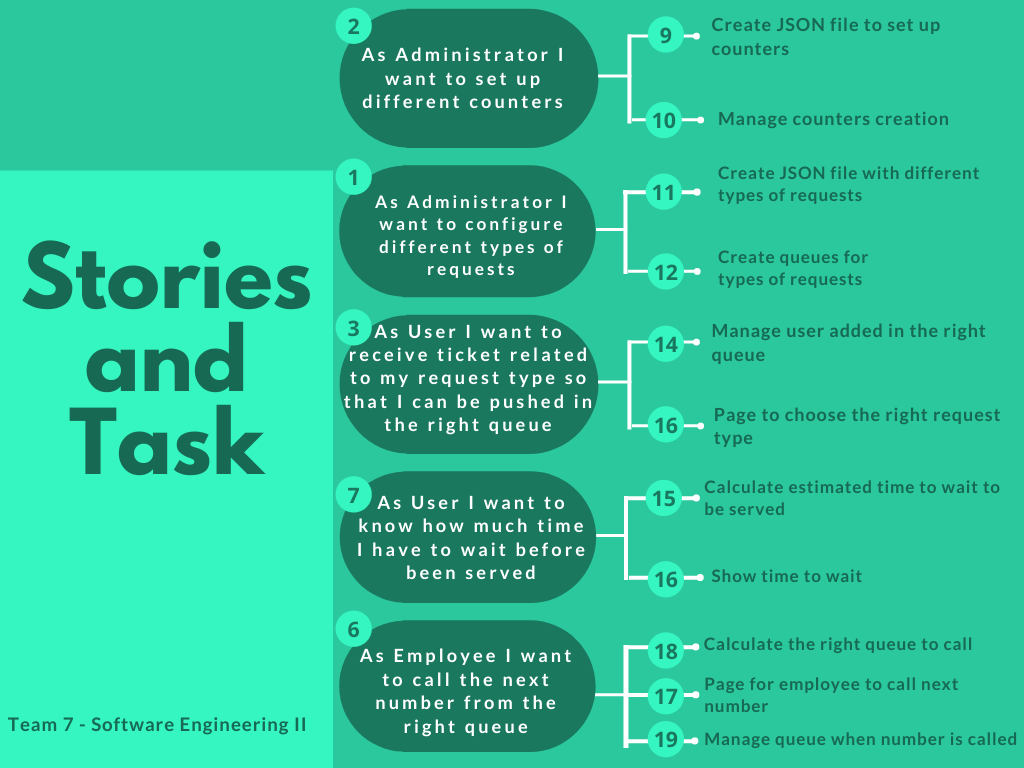 Stories
and
Task
Team 7 - Software Engineering II
2
As Administrator I
want to set up
different counters
9
Create JSON file to set up
counters
10
Manage counters creation
1
As Administrator I
want to configure
different types of
requests
11
Create JSON file with different
types of requests
12
Create queues for
types of requests
3
As User I want to
receive ticket related
to my request type so
that I can be pushed in
the right queue
14
Manage user added in the right
queue
16
Page to choose the right request
type
7
As User I want to
know how much time
I have to wait before
been served
15
Calculate estimated time to wait to
be served
16
Show time to wait
6
As Employee I want
to call the next
number from the
right queue
18
Calculate the right queue to call
17
Page for employee to call next
number
19
Manage queue when number is called